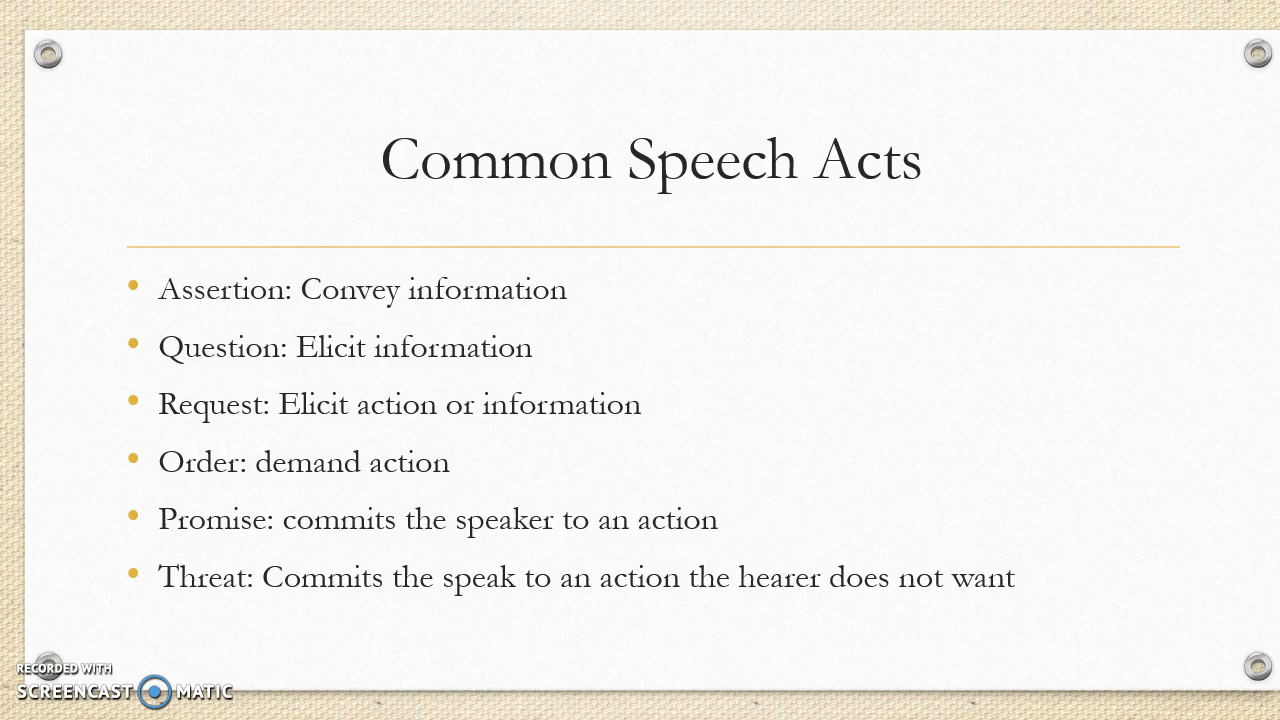 Common Speech Acts
• Assertion: Convey information
• Question: Elicit information
• Request: Elicit action or information
• Order: demand action
• Promise: commits the speaker to an action
• Threat: Commits the speak to an action the hearer does not want
RECORDED WITH
SCREENCAST MATIC